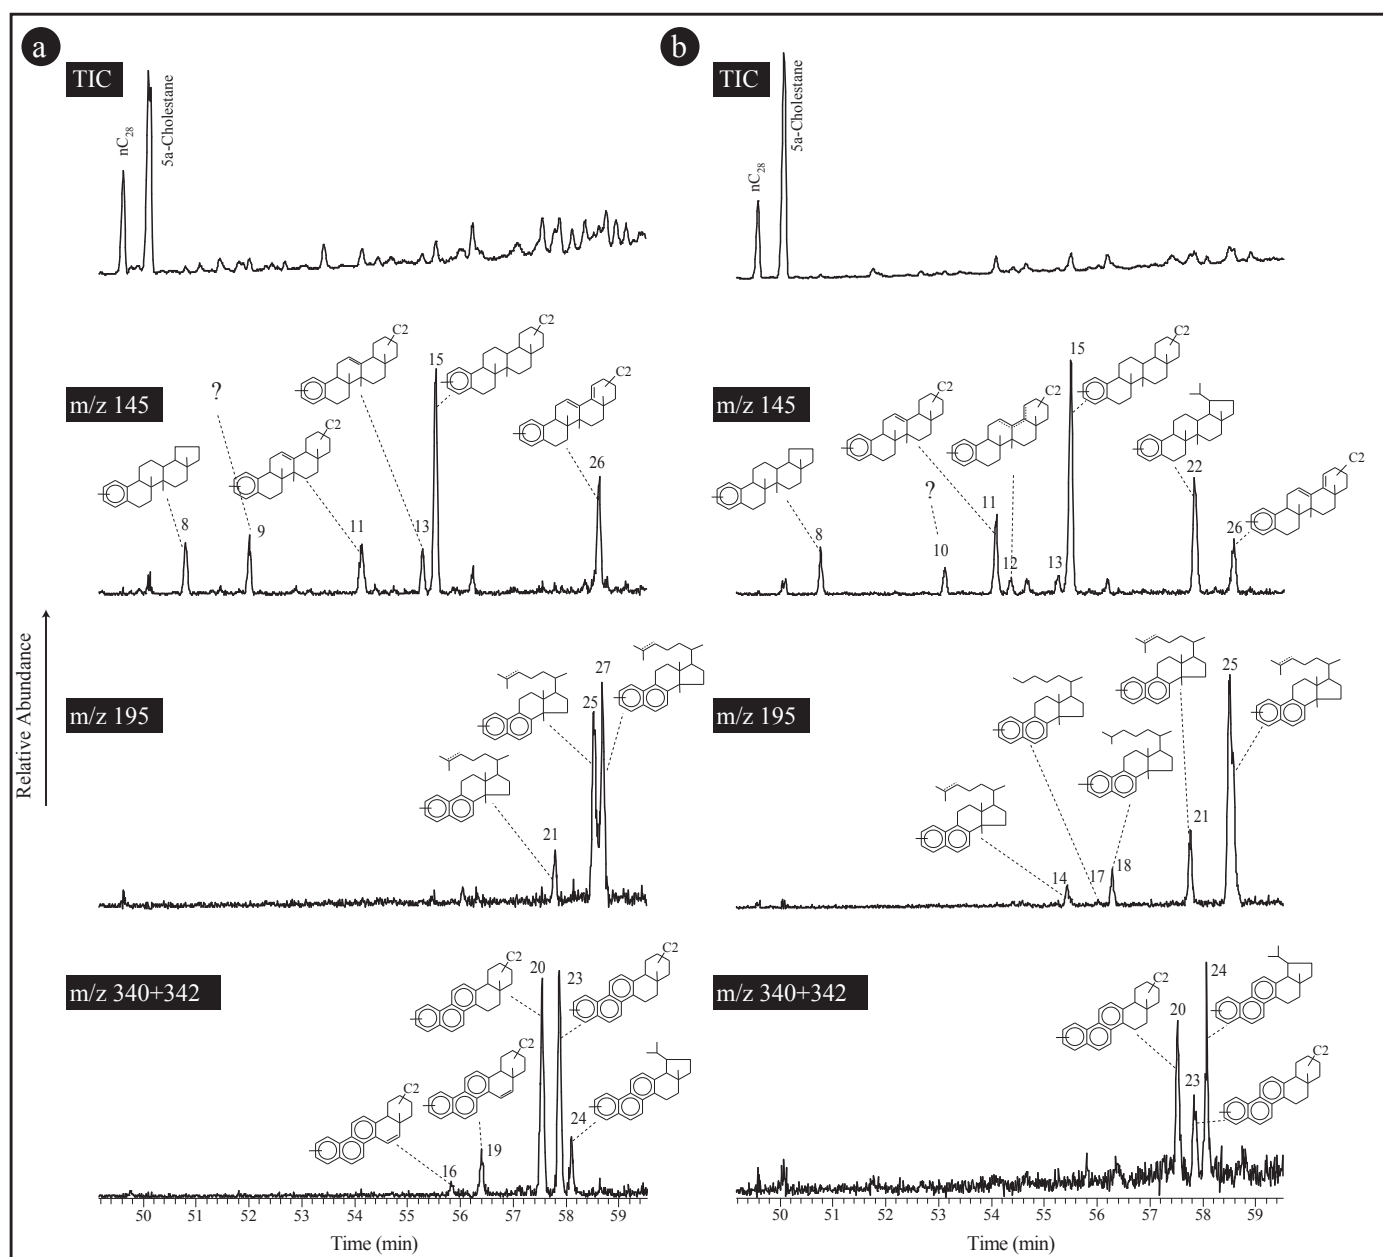 a
TIC
nC28
5a-Cholestane
m/z 145
?
8
9
C2
11
C2
13
15
C2
C2
26
m/z 195
21
25
27
m/z 340+342
C2
16
C2
19
C2
20
23
C2
24
50 51 52 53 54 55 56 57 58 59
Time (min)
Relative Abundance
b
TIC
nC28
5a-Cholestane
m/z 145
8
?
10
C2
11
C2
12
13
15
C2
22
C2
26
m/z 195
14
17
18
21
25
m/z 340+342
C2
20
23
C2
24
50 51 52 53 54 55 56 57 58 59
Time (min)